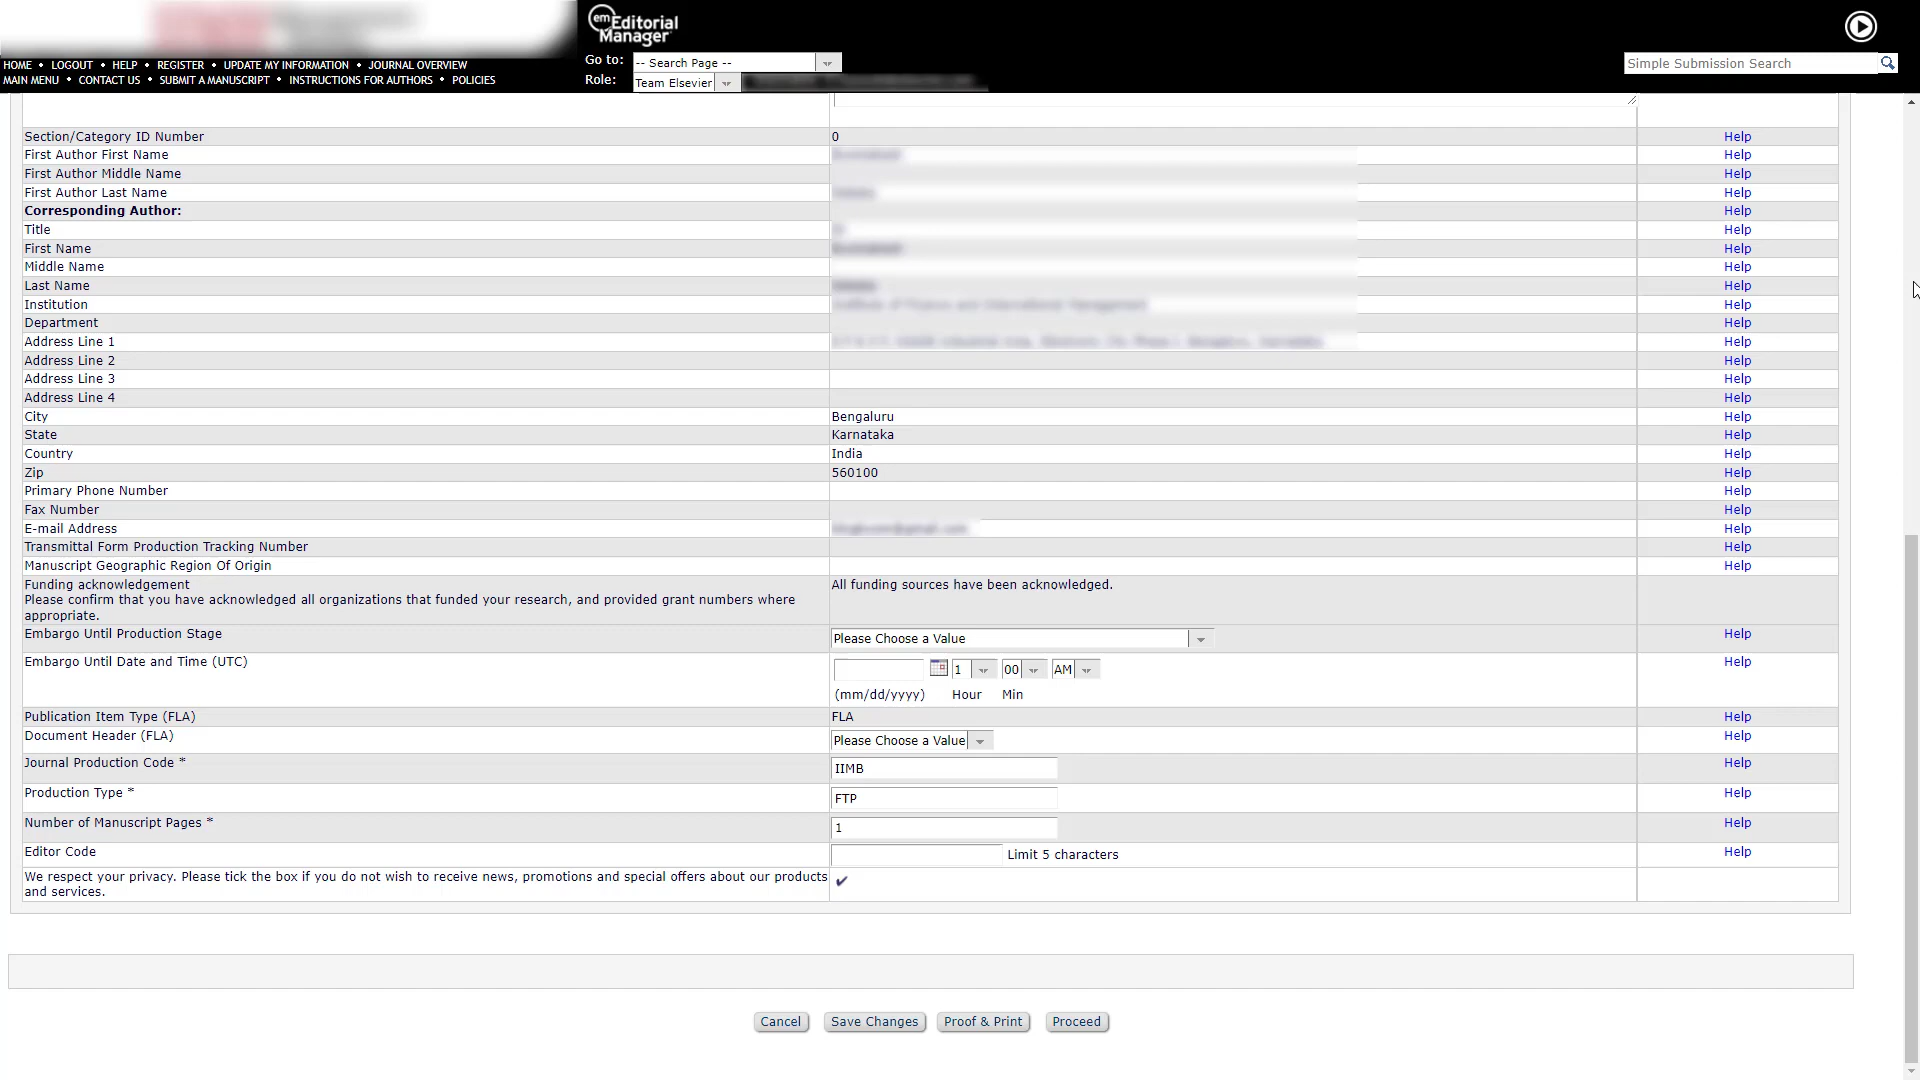 em Editorial
Manager
HOME • LOGOUT • HELP • REGISTER • UPDATE MY INFORMATION • JOURNAL OVERVIEW
MAIN MENU • CONTACT US • SUBMIT A MANUSCRIPT • INSTRUCTIONS FOR AUTHORS • POLICIES
Go to: -- Search Page --
Role: Team Elsevier
Simple Submission Search
Section/Category ID Number 0 Help
First Author First Name Help
First Author Middle Name Help
First Author Last Name Help
Corresponding Author: Help
Title Help
First Name Help
Middle Name Help
Last Name Help
Institution Help
Department Help
Address Line 1 Help
Address Line 2 Help
Address Line 3 Help
Address Line 4 Help
City Bengaluru Help
State Karnataka Help
Country India Help
Zip 560100 Help
Primary Phone Number Help
Fax Number Help
E-mail Address Help
Transmittal Form Production Tracking Number Help
Manuscript Geographic Region Of Origin Help
Funding acknowledgement All funding sources have been acknowledged.
Please confirm that you have acknowledged all organizations that funded your research, and provided grant numbers where
appropriate.
Embargo Until Production Stage Please Choose a Value Help
Embargo Until Date and Time (UTC) 1 00 AM Help
(mm/dd/yyyy) Hour Min
Publication Item Type (FLA) FLA Help
Document Header (FLA) Please Choose a Value Help
Journal Production Code * IIMB Help
Production Type * FTP Help
Number of Manuscript Pages * 1 Help
Editor Code Limit 5 characters Help
We respect your privacy. Please tick the box if you do not wish to receive news, promotions and special offers about our products
and services.
Cancel Save Changes Proof & Print Proceed